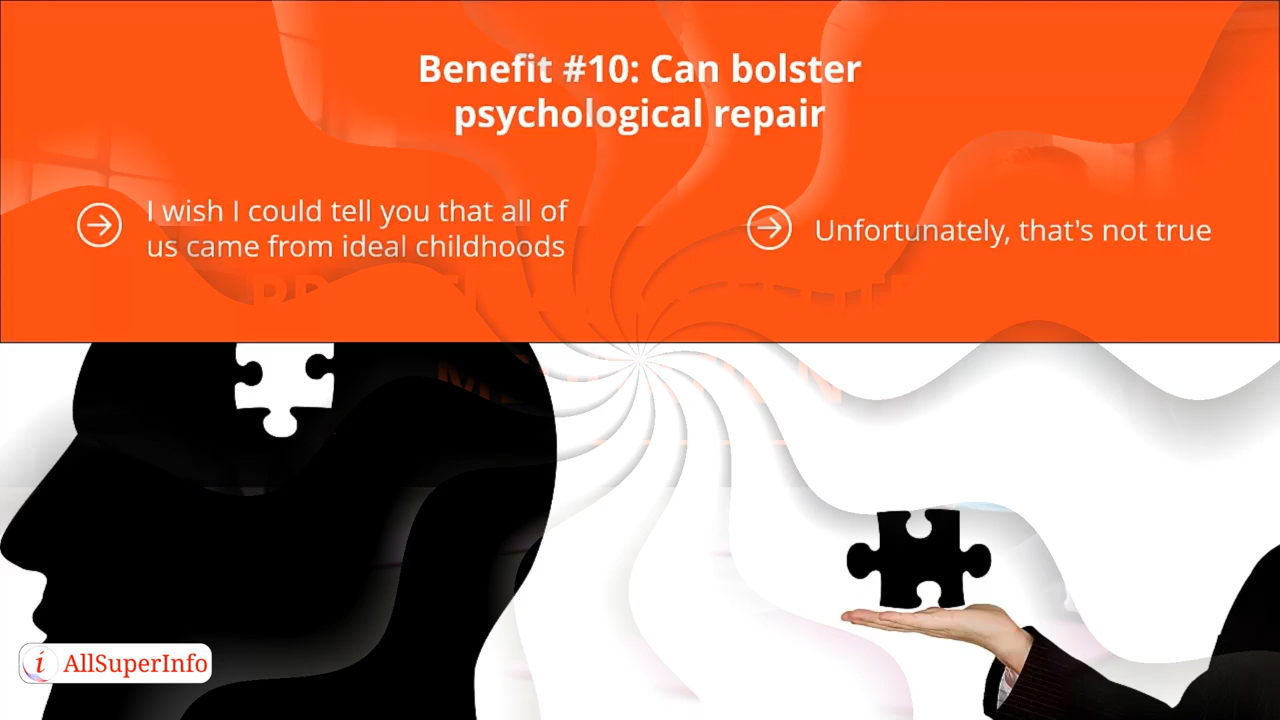 Benefit #10: Can bolster
psychological repair
I wish I could tell you that all of
us came from ideal childhoods
Unfortunately, that's not true
i AllSuperInfo